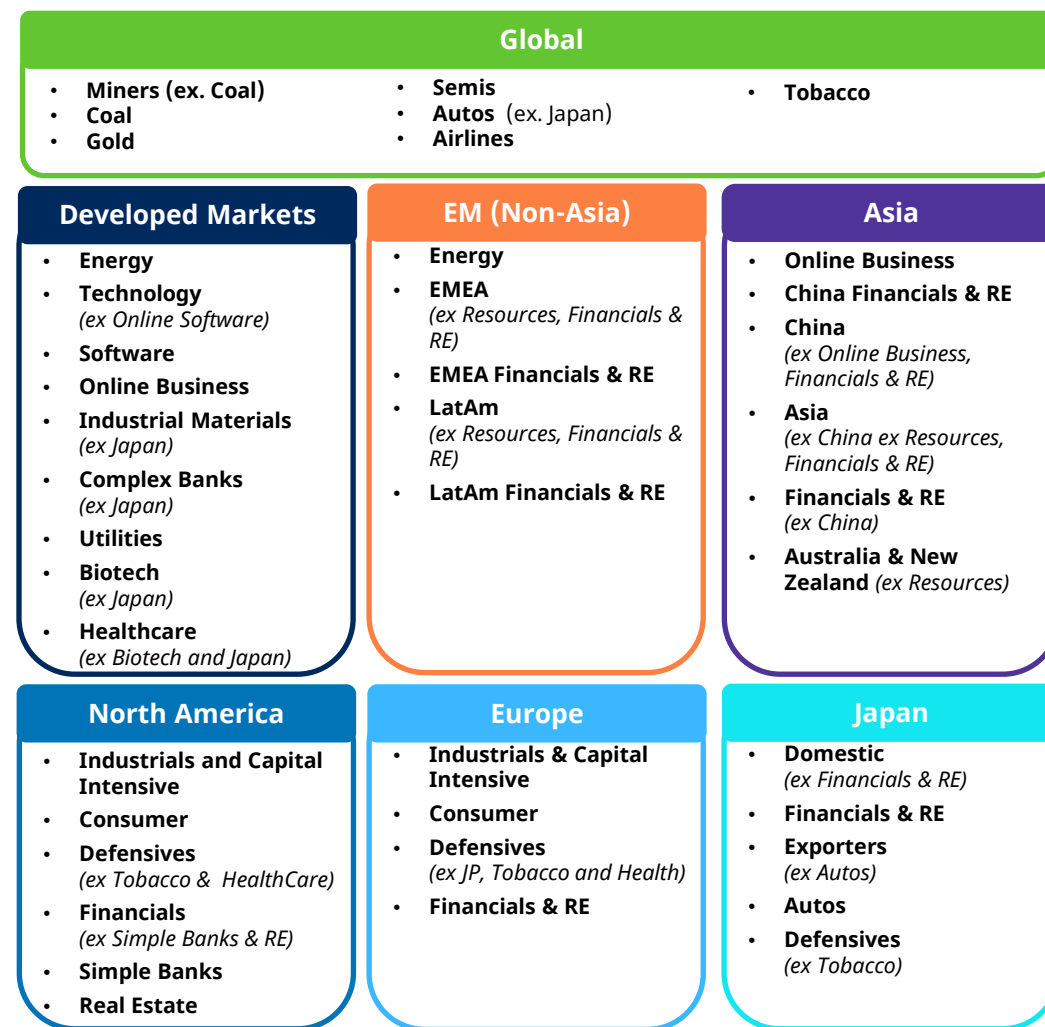 Global
• Miners (ex. Coal)
• Coal
• Gold
• Semis
• Autos (ex. Japan)
• Airlines
• Tobacco
Developed Markets
• Energy
• Technology
(ex Online Software)
• Software
• Online Business
• Industrial Materials
(ex Japan)
• Complex Banks
(ex Japan)
• Utilities
• Biotech
(ex Japan)
• Healthcare
(ex Biotech and Japan)
EM (Non-Asia)
• Energy
• EMEA
(ex Resources, Financials &
RE)
• EMEA Financials & RE
• LatAm
(ex Resources, Financials &
RE)
• LatAm Financials & RE
Asia
• Online Business
• China Financials & RE
• China
(ex Online Business,
Financials & RE)
• Asia
(ex China ex Resources,
Financials & RE)
• Financials & RE
(ex China)
• Australia & New
Zealand (ex Resources)
North America
• Industrials and Capital
Intensive
• Consumer
• Defensives
(ex Tobacco & HealthCare)
• Financials
(ex Simple Banks & RE)
• Simple Banks
• Real Estate
Europe
• Industrials & Capital
Intensive
• Consumer
• Defensives
(ex JP, Tobacco and Health)
• Financials & RE
Japan
• Domestic
(ex Financials & RE)
• Financials & RE
• Exporters
(ex Autos)
• Autos
• Defensives
(ex Tobacco)